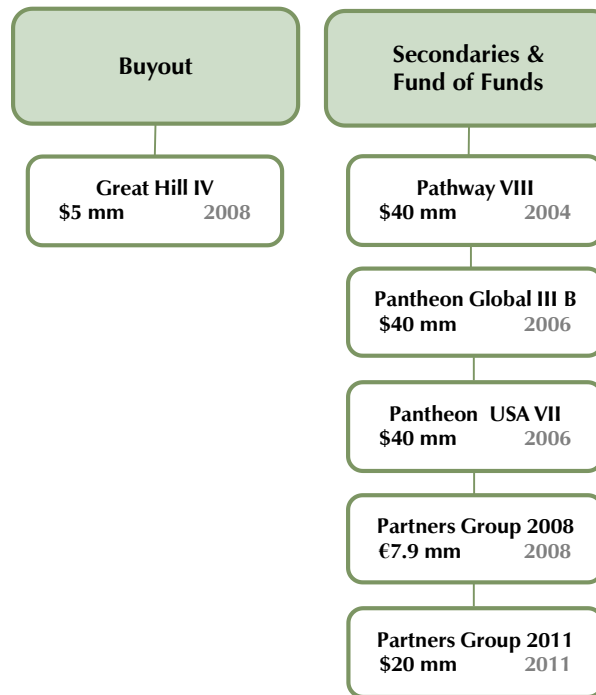 Buyout
Great Hill IV
$5 mm 2008
Secondaries &
Fund of Funds
Pathway VIII
$40 mm 2004
Pantheon Global III B
$40 mm 2006
Pantheon USA VII
$40 mm 2006
Partners Group 2008
€7.9 mm 2008
Partners Group 2011
$20 mm 2011